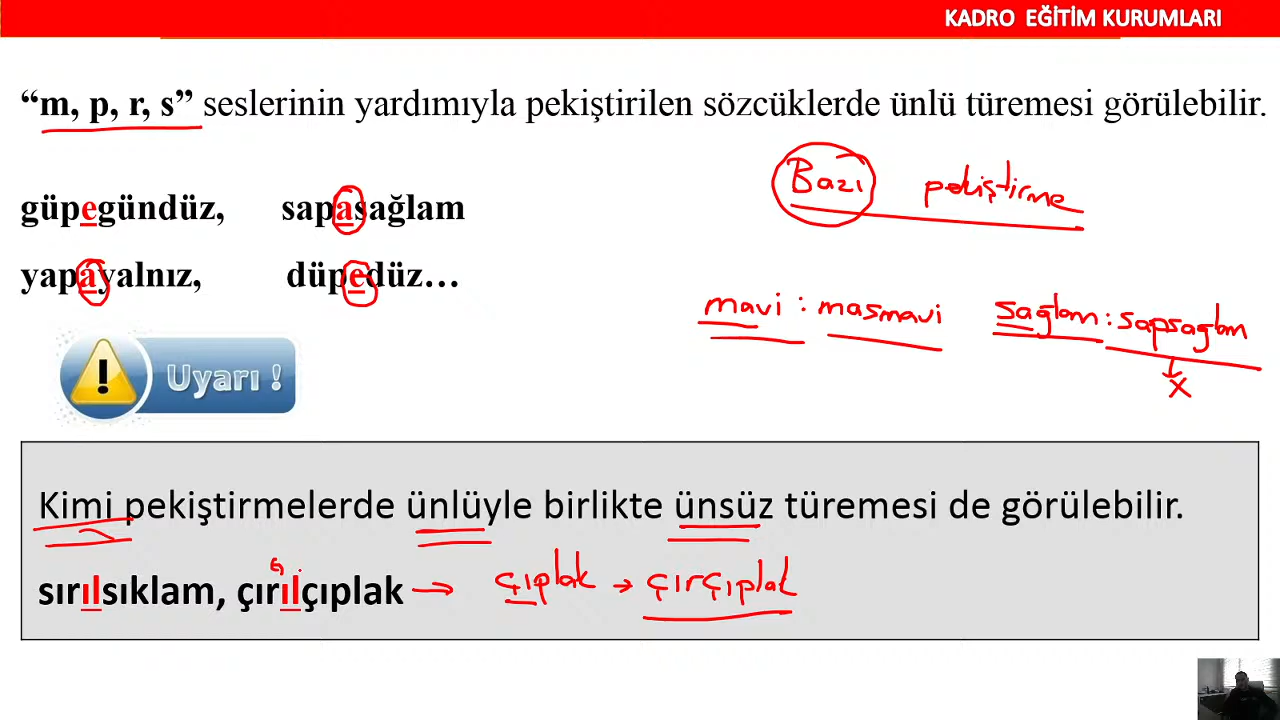 KADRO EĞİTİM KURUMLARI
“m, p, r, s” seslerinin yardımıyla pekiştirilen sözcüklerde ünlü türemesi görülebilir.
Bazı pekiştirme
güpegündüz, sapasağlam
yapayalnız, düpedüz…
mavi : masmavi sağlam : sapsağlam
x
Uyarı !
Kimi pekiştirmelerde ünlüyle birlikte ünsüz türemesi de görülebilir.
sırılsıklam, çırılçıplak → çıplak → çırçıplak